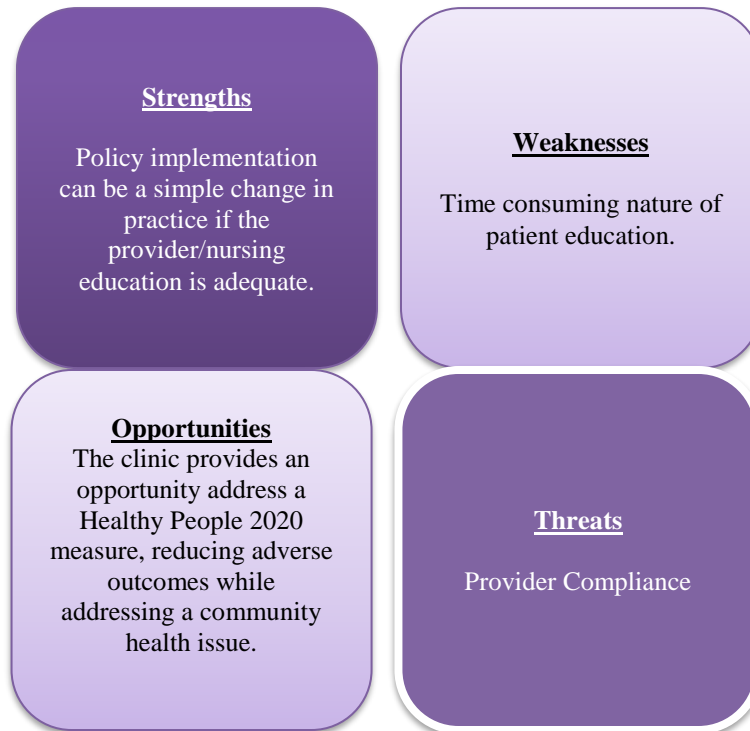 Strengths
Policy implementation
can be a simple change in
practice if the
provider/nursing
education is adequate.
Weaknesses
Time consuming nature of
patient education.
Opportunities
The clinic provides an
opportunity address a
Healthy People 2020
measure, reducing adverse
outcomes while
addressing a community
health issue.
Threats
Provider Compliance